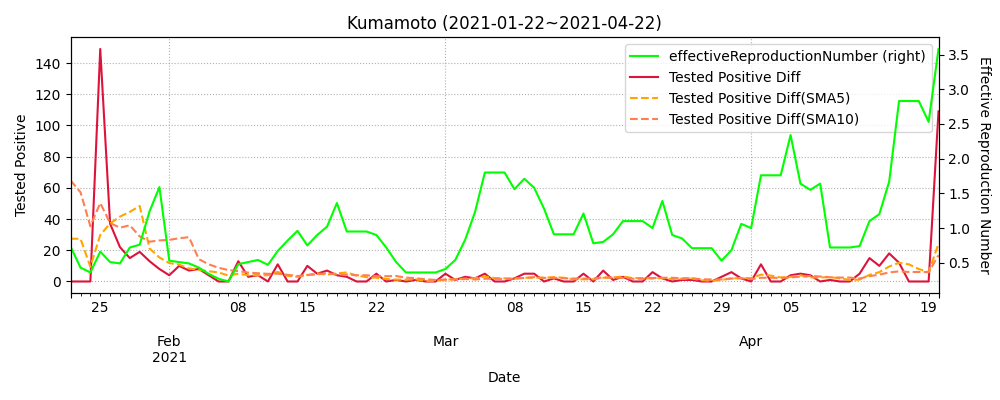 Kumamoto (2021-01-22~2021-04-22)
effectiveReproductionNumber (right)
Tested Positive Diff
Tested Positive Diff(SMA5)
Tested Positive Diff(SMA10)
Tested Positive
140
120
100
80
60
40
20
0
3.5
3.0
2.5
2.0
1.5
1.0
0.5
Effective Reproduction Number
25 08 15 22 08 15 22 29 05 12 19
Feb Mar Apr
2021
Date